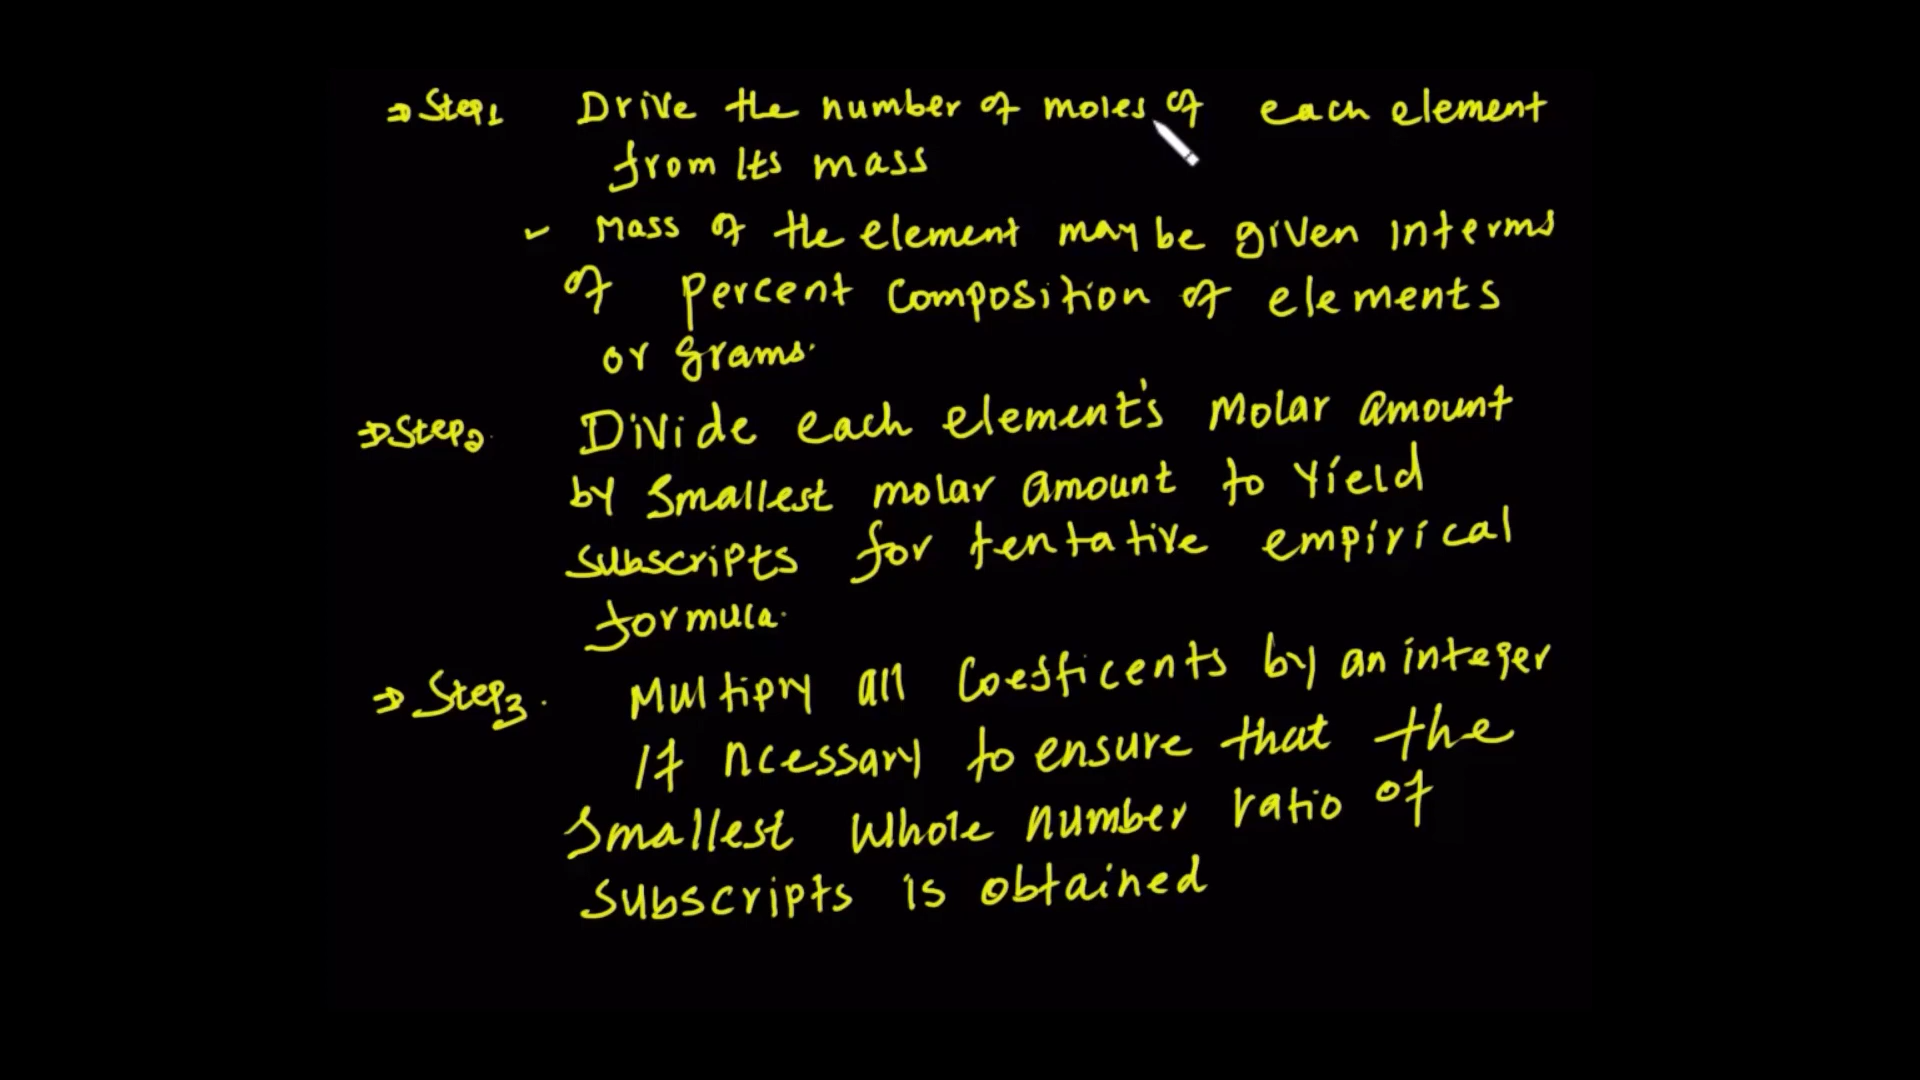 ⇒ Step1 Drive the number of moles of each element
from Its mass
✓ Mass of the element may be given interms
of percent composition of elements
or grams.
⇒ Step2. Divide each element's Molar amount
by Smallest molar amount to Yield
Subscripts for tentative empirical
formula.
⇒ Step3. Multiply all Coefficents by an integer
If ncessary to ensure that the
Smallest Whole number ratio of
Subscripts is obtained